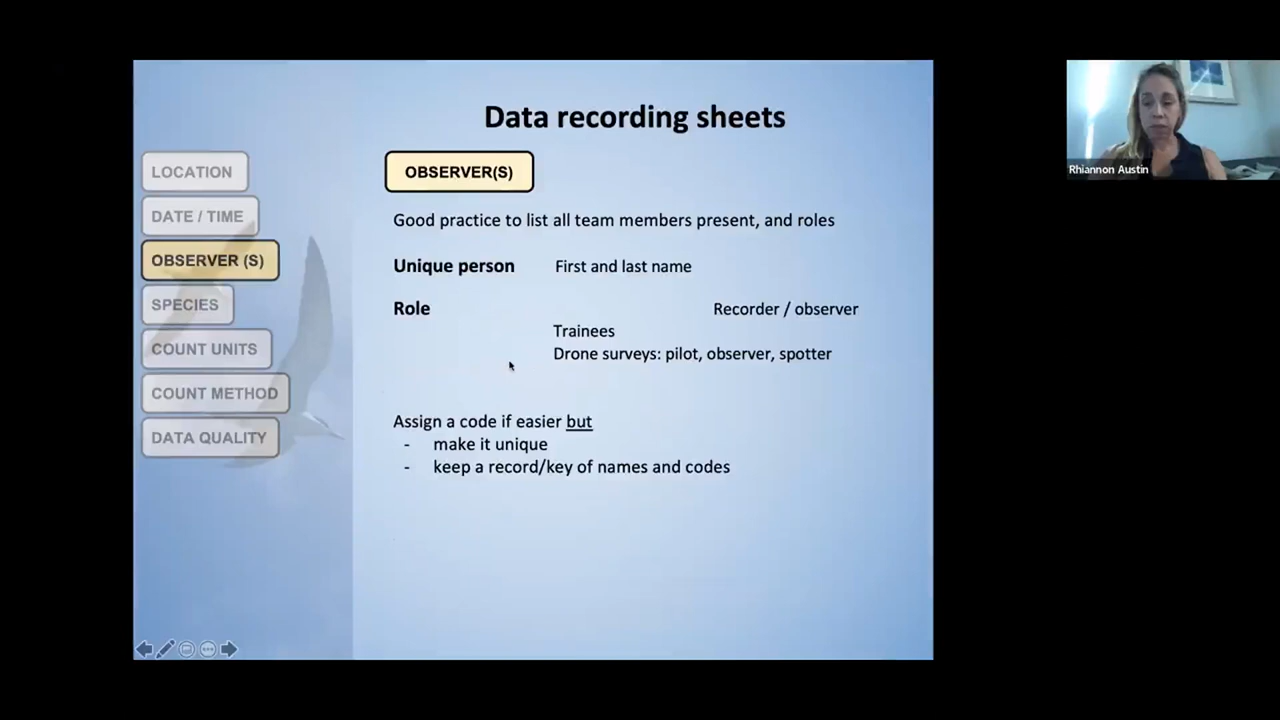 Data recording sheets
LOCATION
DATE / TIME
OBSERVER (S)
SPECIES
COUNT UNITS
COUNT METHOD
DATA QUALITY
OBSERVER(S)
Good practice to list all team members present, and roles
Unique person First and last name
Role Recorder / observer
Trainees
Drone surveys: pilot, observer, spotter
Assign a code if easier but
- make it unique
- keep a record/key of names and codes
Rhiannon Austin